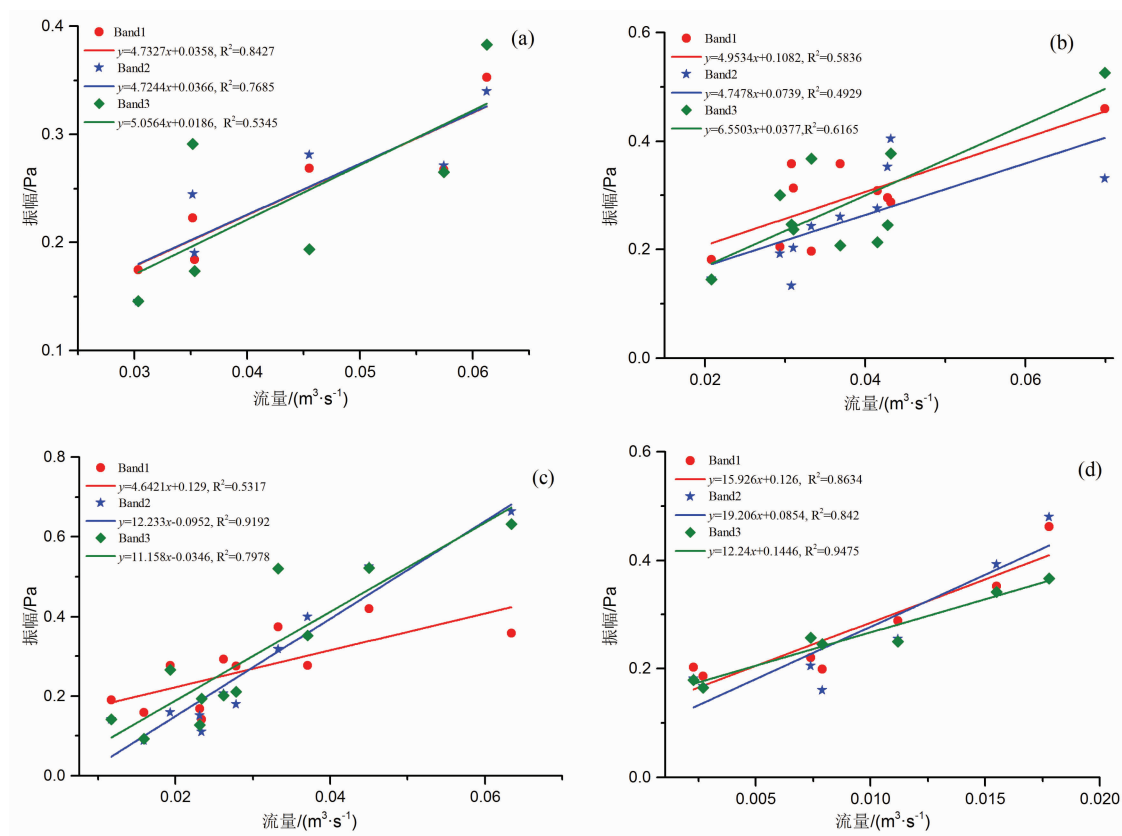 (a)
Band1
y=4.7327x+0.0358, R²=0.8427
Band2
y=4.7244x+0.0366, R²=0.7685
Band3
y=5.0564x+0.0186, R²=0.5345
0.4
0.3
0.2
0.1
振幅/Pa
0.03 0.04 0.05 0.06
流量/(m³·s⁻¹)
(b)
Band1
y=4.9534x+0.1082, R²=0.5836
Band2
y=4.7478x+0.0739, R²=0.4929
Band3
y=6.5503x+0.0377,R²=0.6165
0.6
0.4
0.2
0.0
振幅/Pa
0.02 0.04 0.06
流量/(m³·s⁻¹)
(c)
Band1
y=4.6421x+0.129, R²=0.5317
Band2
y=12.233x-0.0952, R²=0.9192
Band3
y=11.158x-0.0346, R²=0.7978
0.8
0.6
0.4
0.2
0.0
振幅/Pa
0.02 0.04 0.06
流量/(m³·s⁻¹)
(d)
Band1
y=15.926x+0.126, R²=0.8634
Band2
y=19.206x+0.0854, R²=0.842
Band3
y=12.24x+0.1446, R²=0.9475
0.6
0.4
0.2
0.0
振幅/Pa
0.005 0.010 0.015 0.020
流量/(m³·s⁻¹)